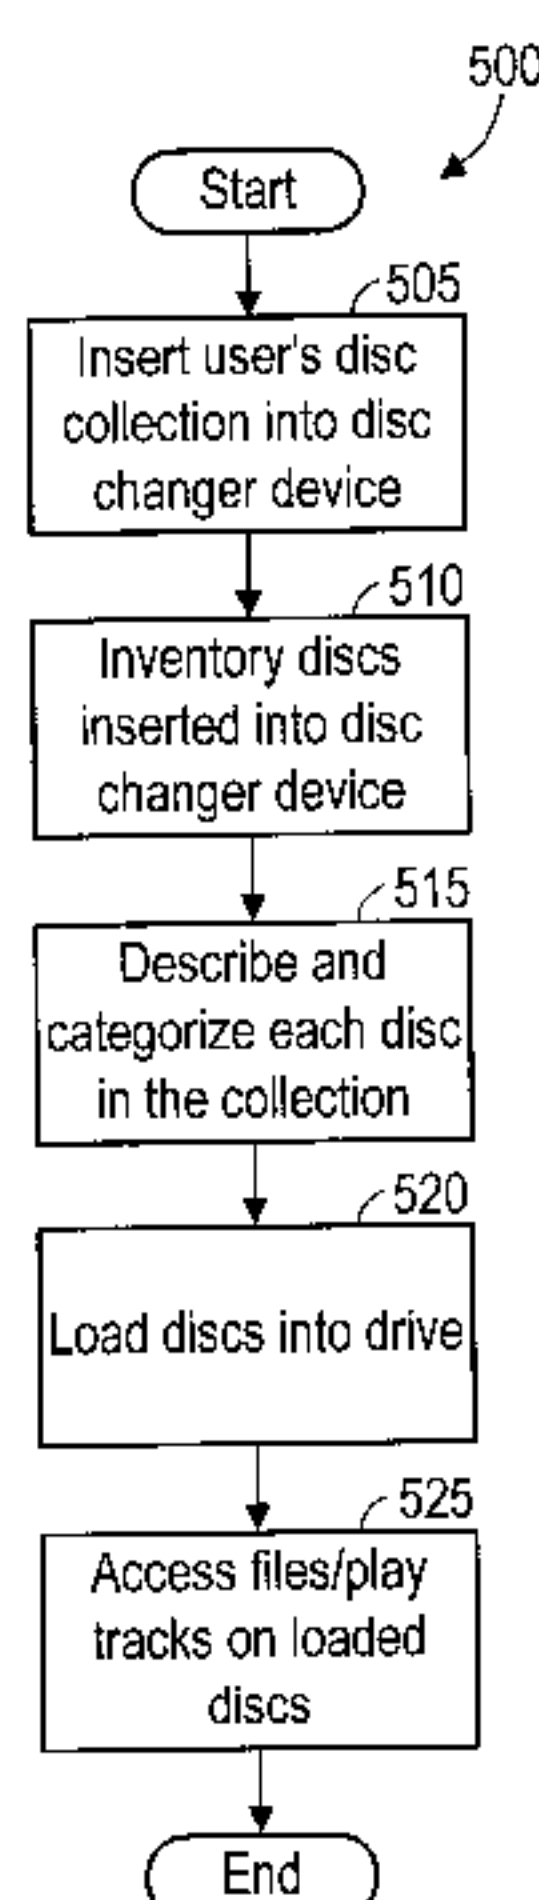 500
Start
505
Insert user's disc
collection into disc
changer device
510
Inventory discs
inserted into disc
changer device
515
Describe and
categorize each disc
in the collection
520
Load discs into drive
525
Access files/play
tracks on loaded
discs
End